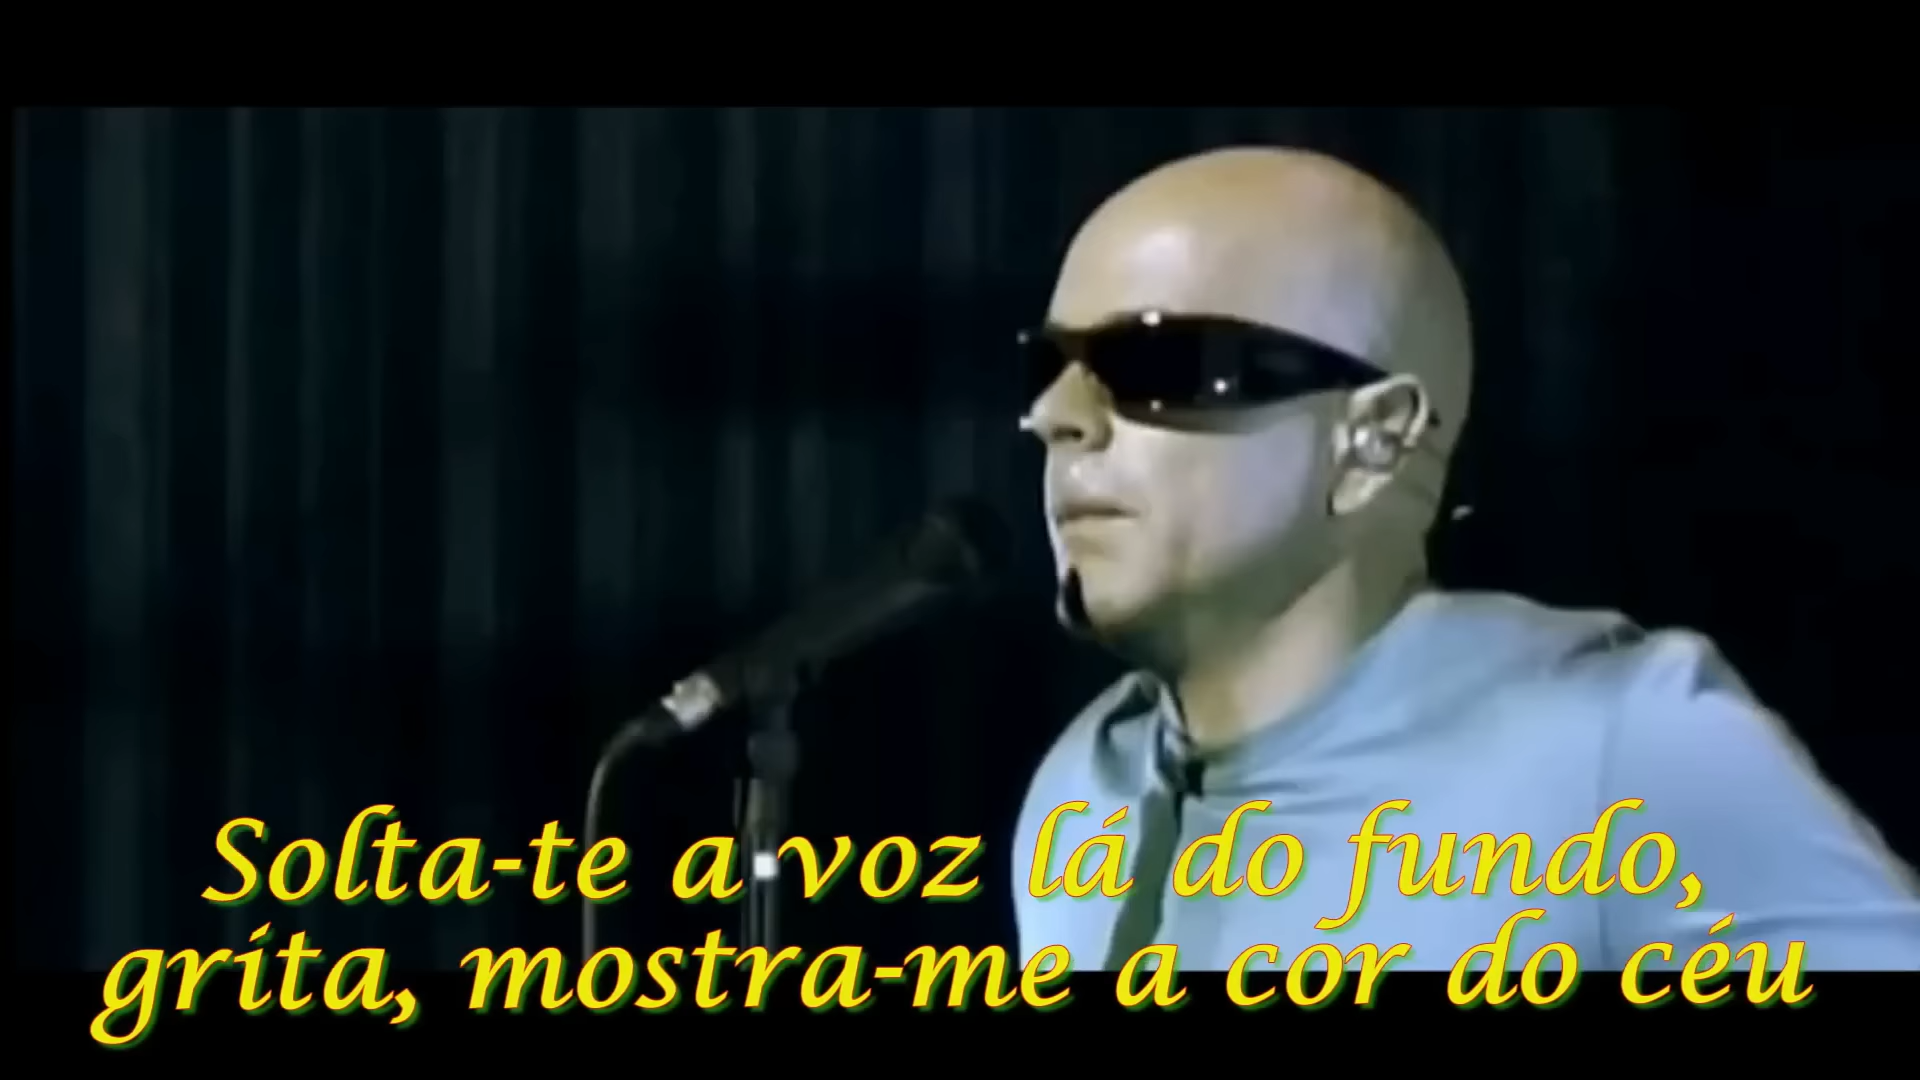 Solta-te a voz lá do fundo,
grita, mostra-me a cor do céu